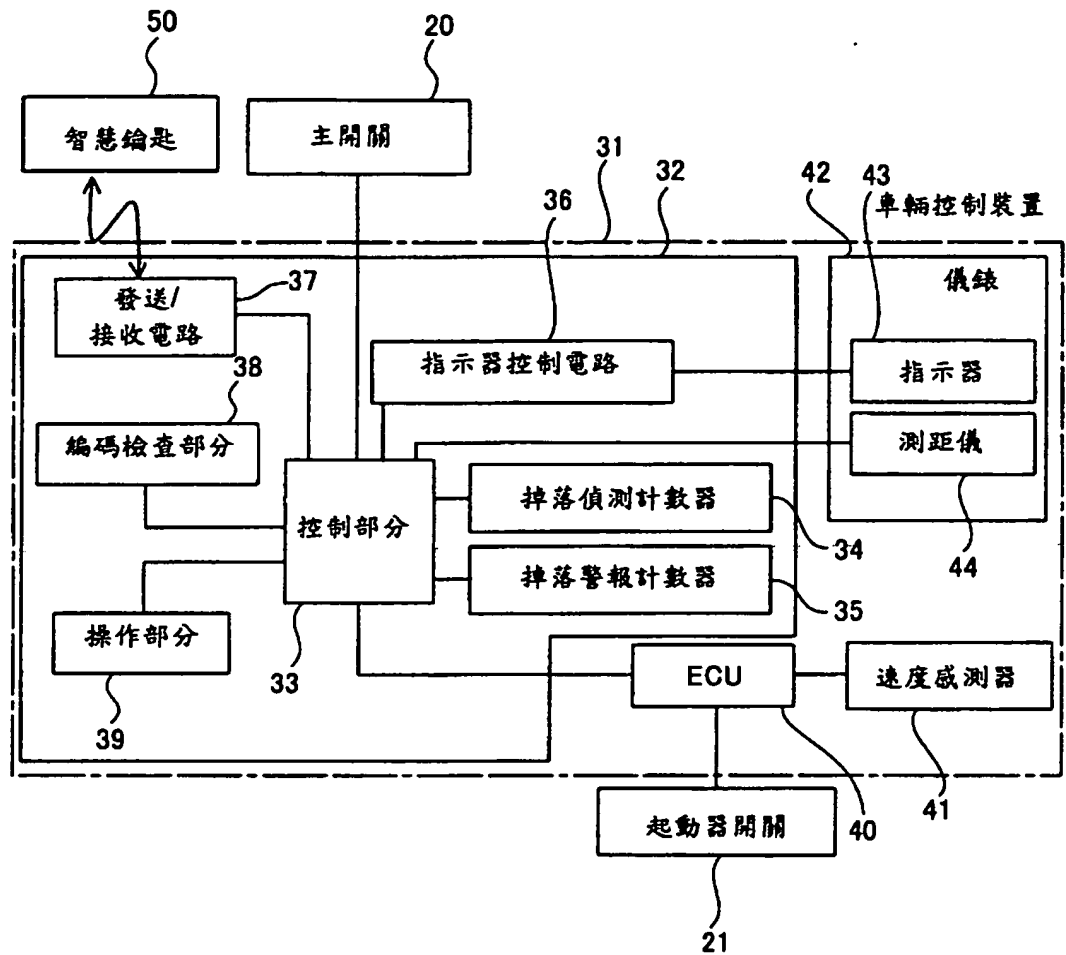 50
20
智慧鑰匙
主開關
31
32
42
43
36
車輛控制裝置
37
發送/
接收電路
儀錶
38
指示器控制電路
指示器
編碼檢查部分
測距儀
控制部分
掉落偵測計數器
34
44
掉落警報計數器
35
操作部分
33
ECU
速度感測器
39
40
41
起動器開關
21